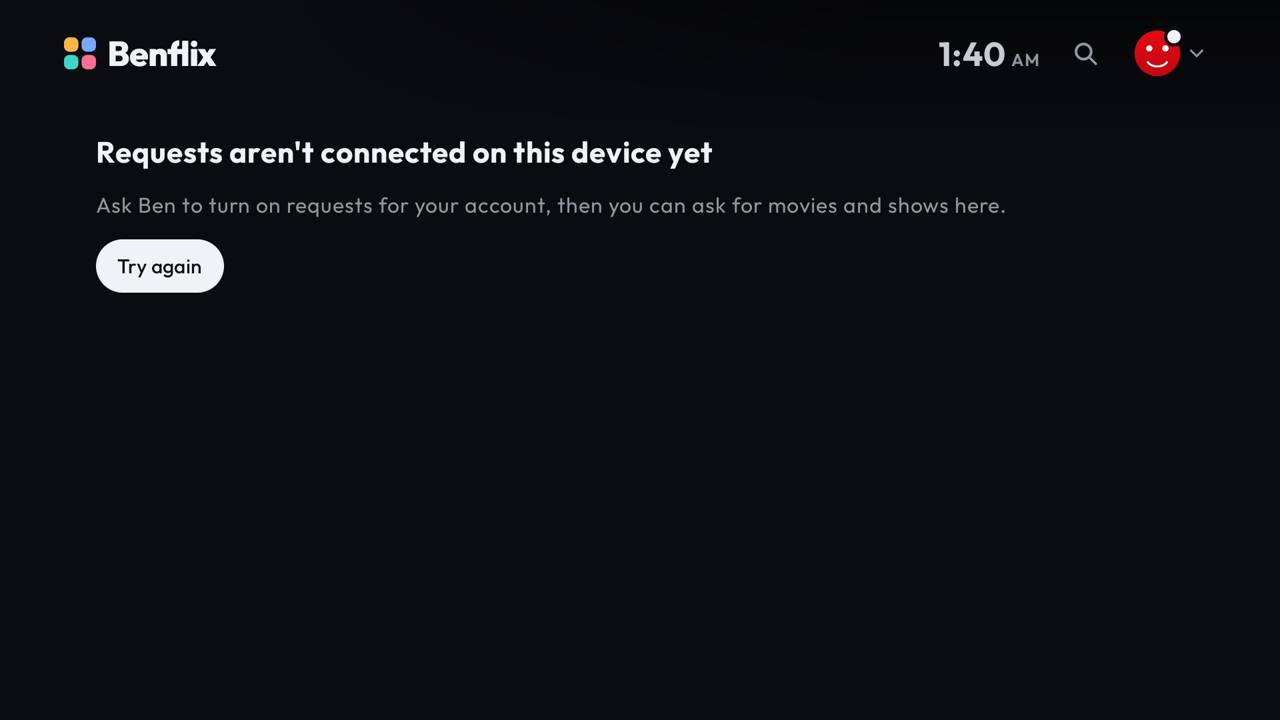 Benflix
1:40 AM
Requests aren't connected on this device yet
Ask Ben to turn on requests for your account, then you can ask for movies and shows here.
Try again